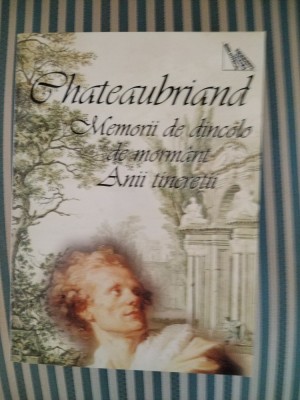 Chateaubriand
Memorii de dincolo
de mormânt
Anii tinereții